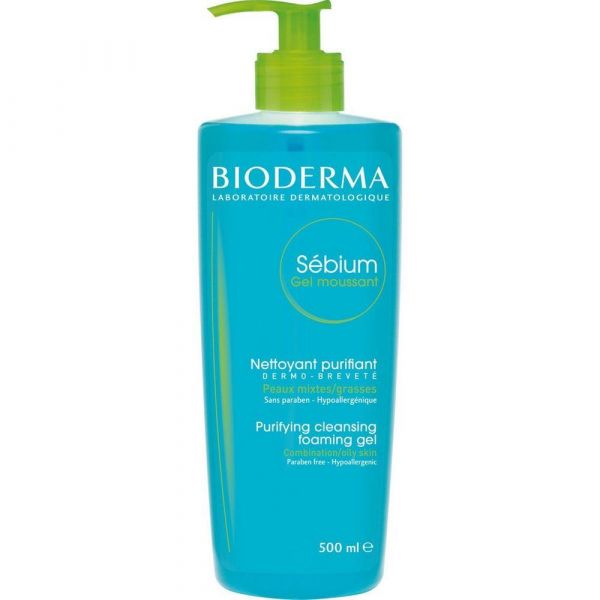 BIODERMA
LABORATOIRE DERMATOLOGIQUE
Sébium
Gel moussant
Nettoyant purifiant
DERMO-BREVETÉ
Peaux mixtes/grasses
Sans paraben - Hypoallergénique
Purifying cleansing
foaming gel
Combination/oily skin
Paraben free - Hypoallergenic
500 ml ℮